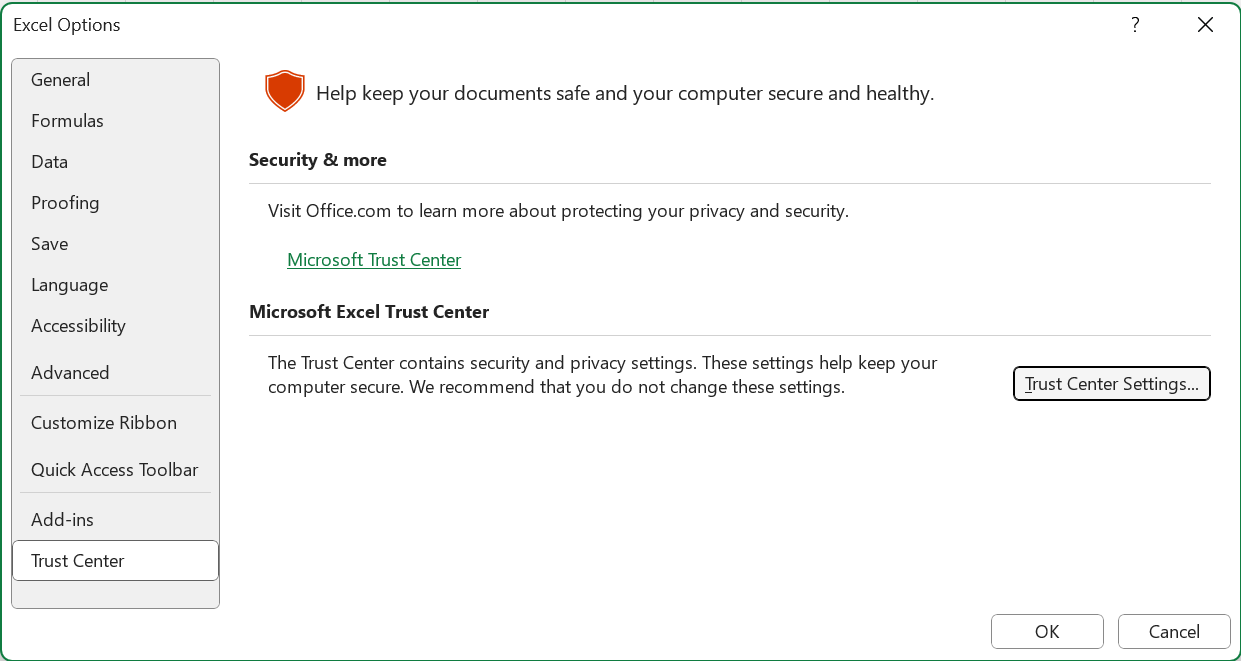 Excel Options
?
General
Formulas
Data
Proofing
Save
Language
Accessibility
Advanced
Customize Ribbon
Quick Access Toolbar
Add-ins
Trust Center
Help keep your documents safe and your computer secure and healthy.
Security & more
Visit Office.com to learn more about protecting your privacy and security.
Microsoft Trust Center
Microsoft Excel Trust Center
The Trust Center contains security and privacy settings. These settings help keep your
computer secure. We recommend that you do not change these settings.
Trust Center Settings...
OK
Cancel